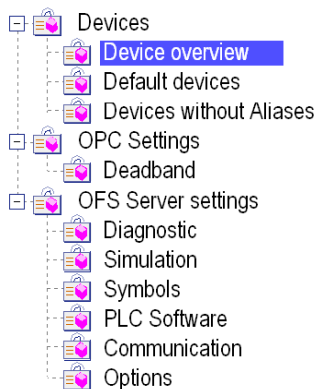 Devices
Device overview
Default devices
Devices without Aliases
OPC Settings
Deadband
OFS Server settings
Diagnostic
Simulation
Symbols
PLC Software
Communication
Options